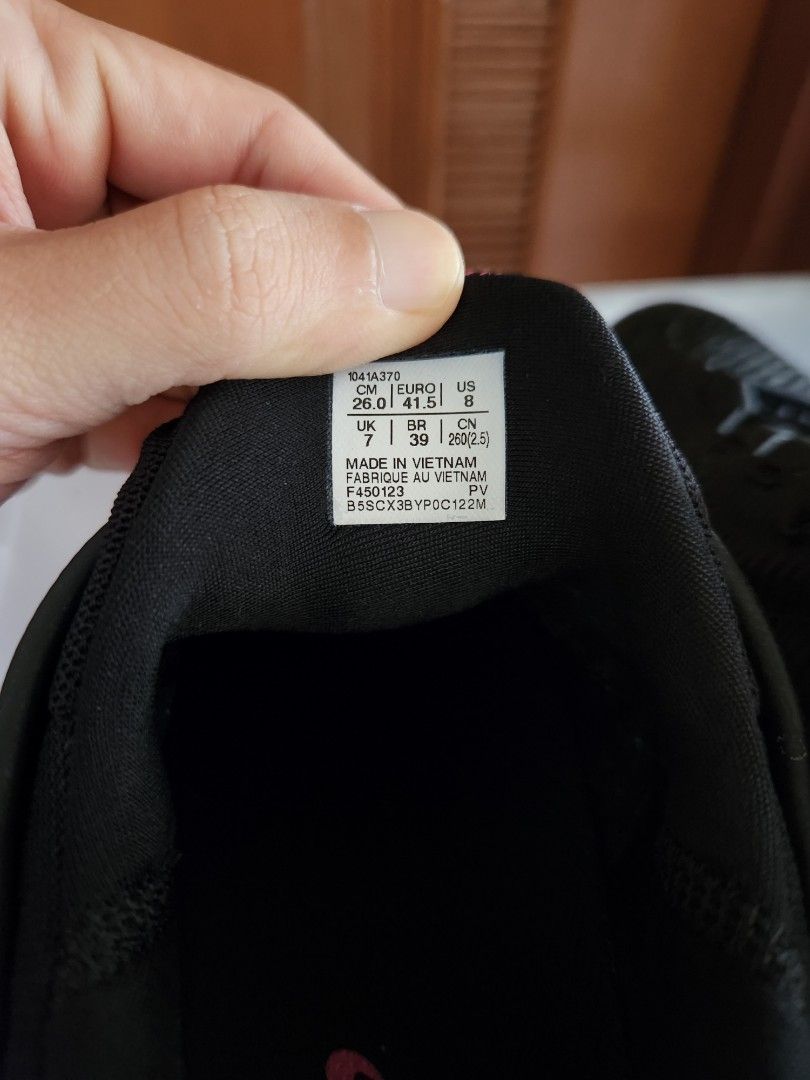 1041A370
CM | EURO | US
26.0 | 41.5 | 8
UK | BR | CN
7 | 39 | 260(2.5)
MADE IN VIETNAM
FABRIQUE AU VIETNAM
F450123 PV
B5SCX3BYP0C122M